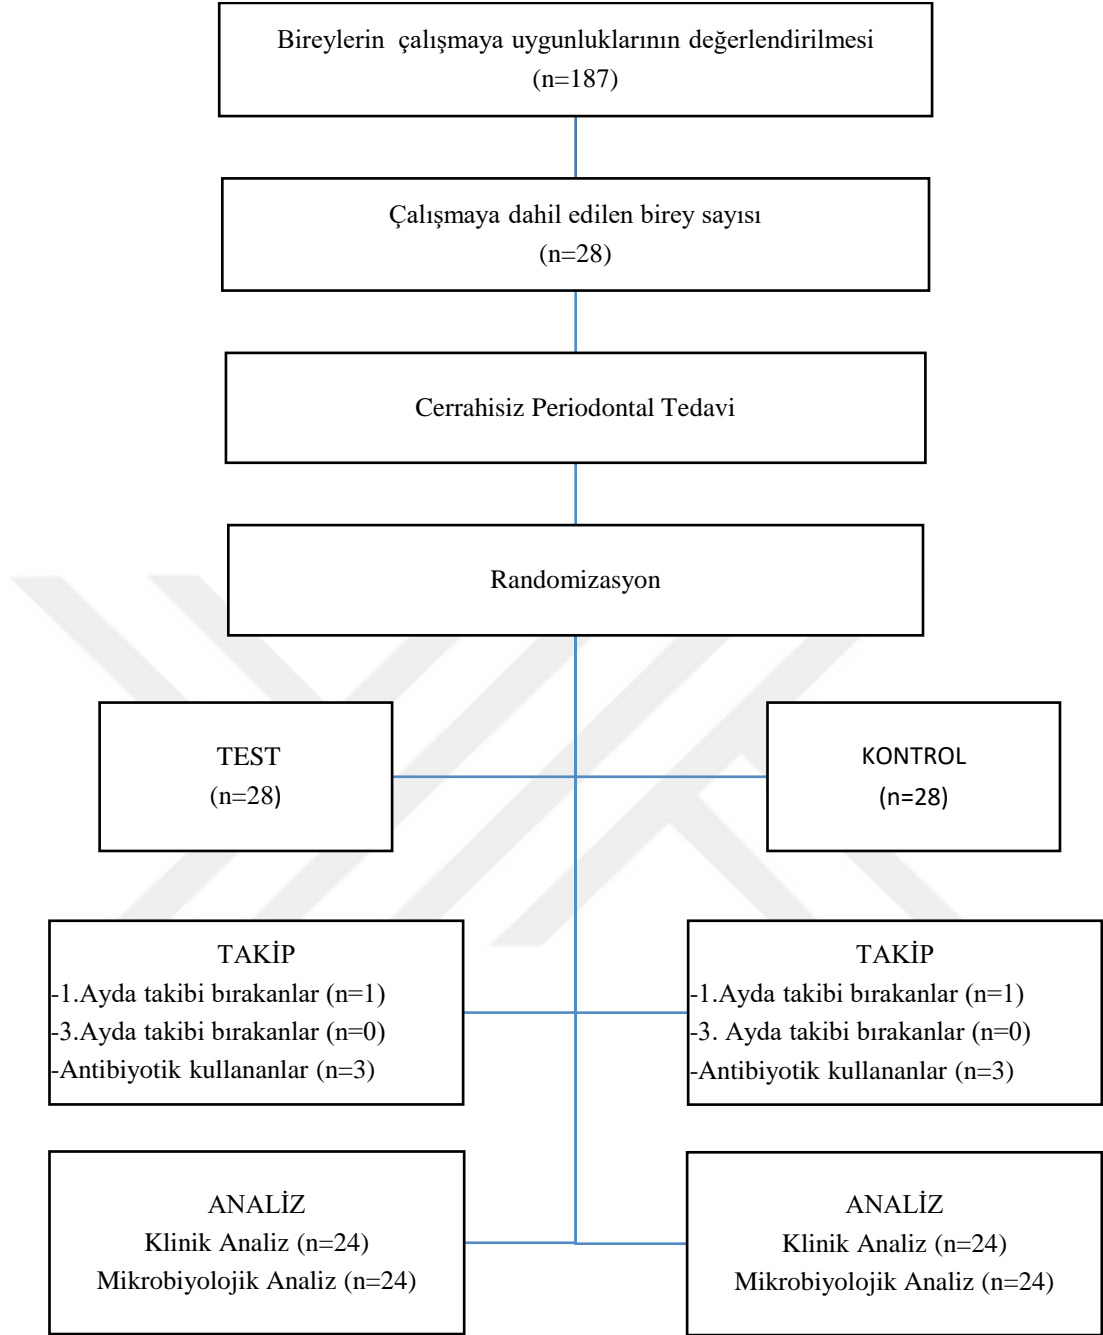 Bireylerin çalışmaya uygunluklarının değerlendirilmesi
(n=187)
Çalışmaya dahil edilen birey sayısı
(n=28)
Cerrahisiz Periodontal Tedavi
Randomizasyon
TEST
(n=28)
KONTROL
(n=28)
TAKİP
-1.Ayda takibi bırakanlar (n=1)
-3.Ayda takibi bırakanlar (n=0)
-Antibiyotik kullananlar (n=3)
TAKİP
-1.Ayda takibi bırakanlar (n=1)
-3. Ayda takibi bırakanlar (n=0)
-Antibiyotik kullananlar (n=3)
ANALİZ
Klinik Analiz (n=24)
Mikrobiyolojik Analiz (n=24)
ANALİZ
Klinik Analiz (n=24)
Mikrobiyolojik Analiz (n=24)